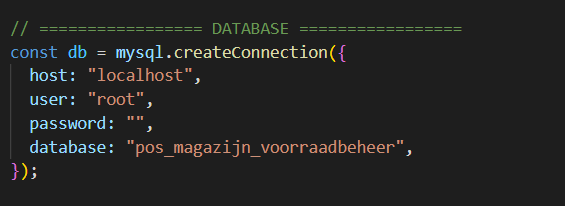 // ================= DATABASE =================
const db = mysql.createConnection({
  host: "localhost",
  user: "root",
  password: "",
  database: "pos_magazijn_voorraadbeheer",
});